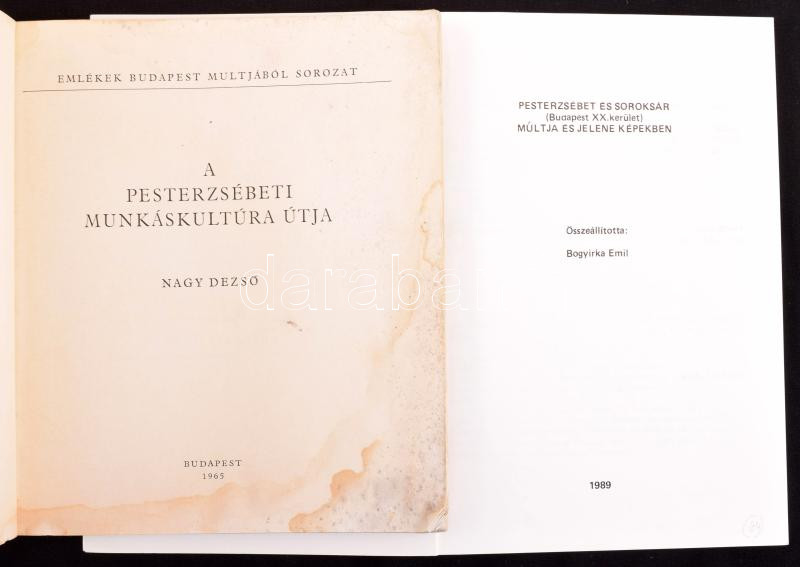 EMLÉKEK BUDAPEST MULTJÁBÓL SOROZAT
A
PESTERZSÉBETI
MUNKÁSKULTÚRA ÚTJA
NAGY DEZSŐ
BUDAPEST
1965
PESTERZSÉBET ÉS SOROKSÁR
(Budapest XX.kerület)
MÚLTJA ÉS JELENE KÉPEKBEN
Összeállította:
Bogyirka Emil
1989
darabanth